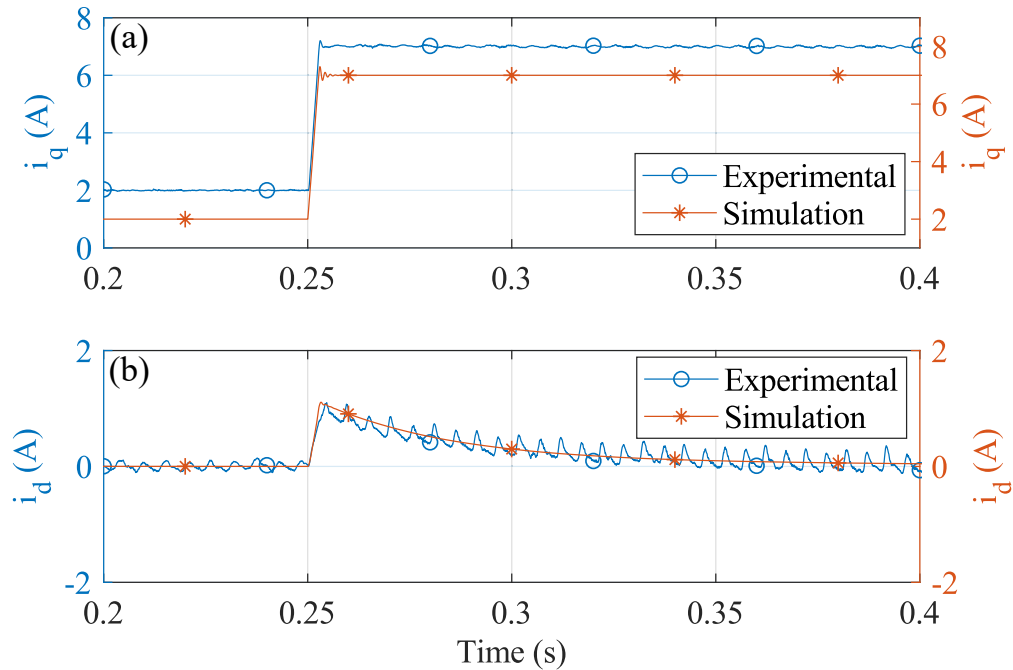 (a)
8
6
4
2
0
i_q (A)
8
6
4
2
i_q (A)
Experimental
Simulation
0.2 0.25 0.3 0.35 0.4
(b)
2
0
-2
i_d (A)
2
0
-2
i_d (A)
Experimental
Simulation
0.2 0.25 0.3 0.35 0.4
Time (s)